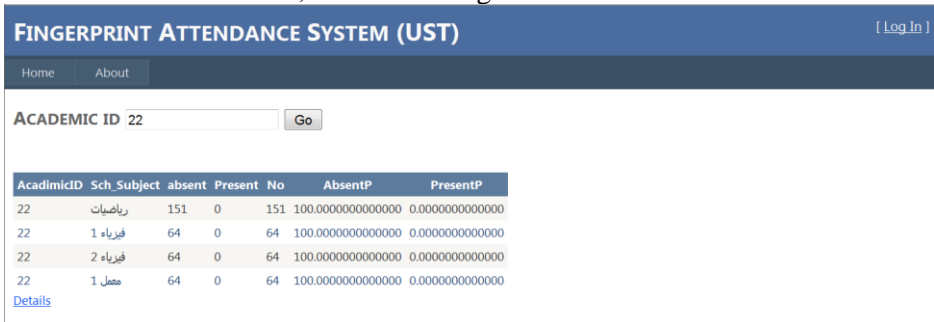 FINGERPRINT ATTENDANCE SYSTEM (UST) [ Log In ]
Home About
ACADEMIC ID 22 Go
AcadimicID Sch_Subject absent Present No AbsentP PresentP
22 رياضيات 151 0 151 100.0000000000000 0.0000000000000
22 فيزياء 1 64 0 64 100.0000000000000 0.0000000000000
22 فيزياء 2 64 0 64 100.0000000000000 0.0000000000000
22 معمل 1 64 0 64 100.0000000000000 0.0000000000000
Details